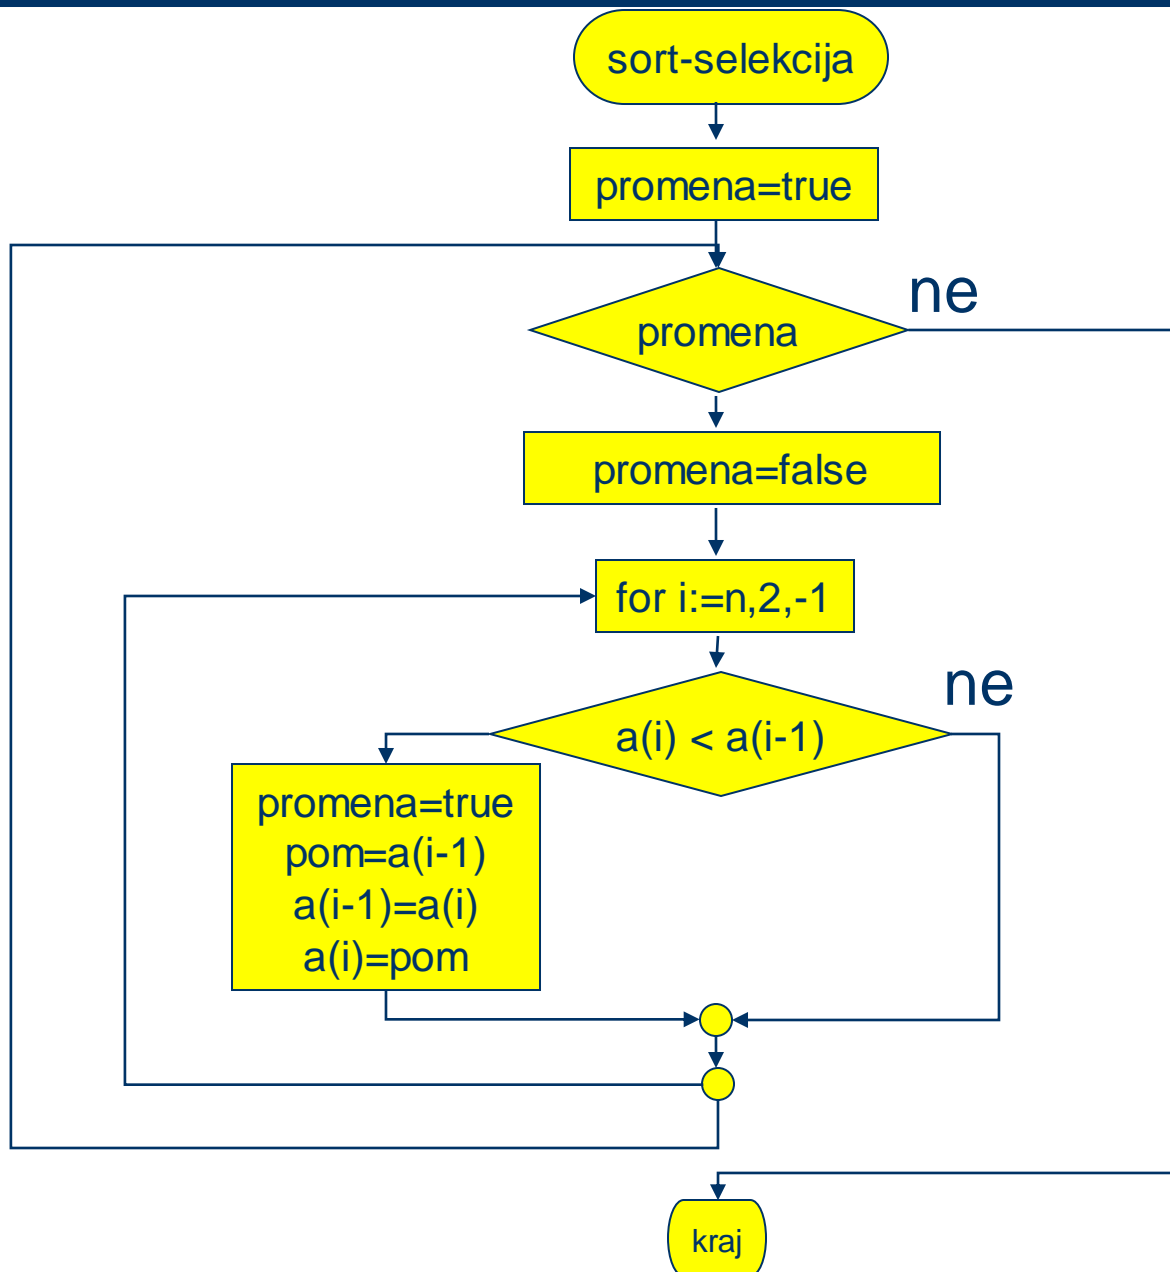 sort-selekcija
promena=true
ne
promena
promena=false
for i:=n,2,-1
ne
a(i) < a(i-1)
promena=true
pom=a(i-1)
a(i-1)=a(i)
a(i)=pom
kraj